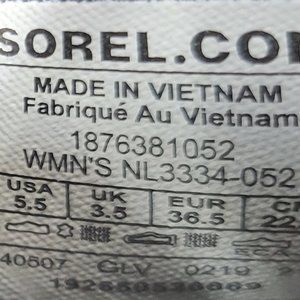 SOREL.CO
MADE IN VIETNAM
Fabriqué Au Vietnam
1876381052
WMN'S NL3334-052
USA UK EUR C
5.5 3.5 36.5 22
40507 GLV 0219